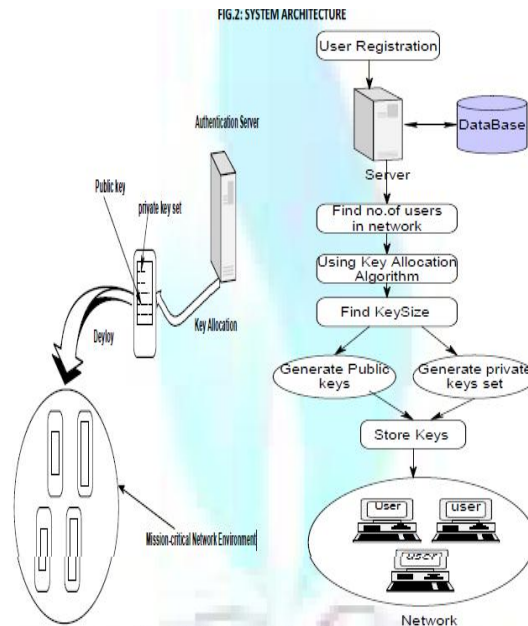 FIG.2: SYSTEM ARCHITECTURE
User Registration
Authentication Server
DataBase
Server
Public key
private key set
Find no.of users
in network
Using Key Allocation
Algorithm
Find KeySize
Key Allocation
Deploy
Generate Public
keys
Generate private
keys set
Store Keys
User
user
user
Mission-critical Network Environment
Network